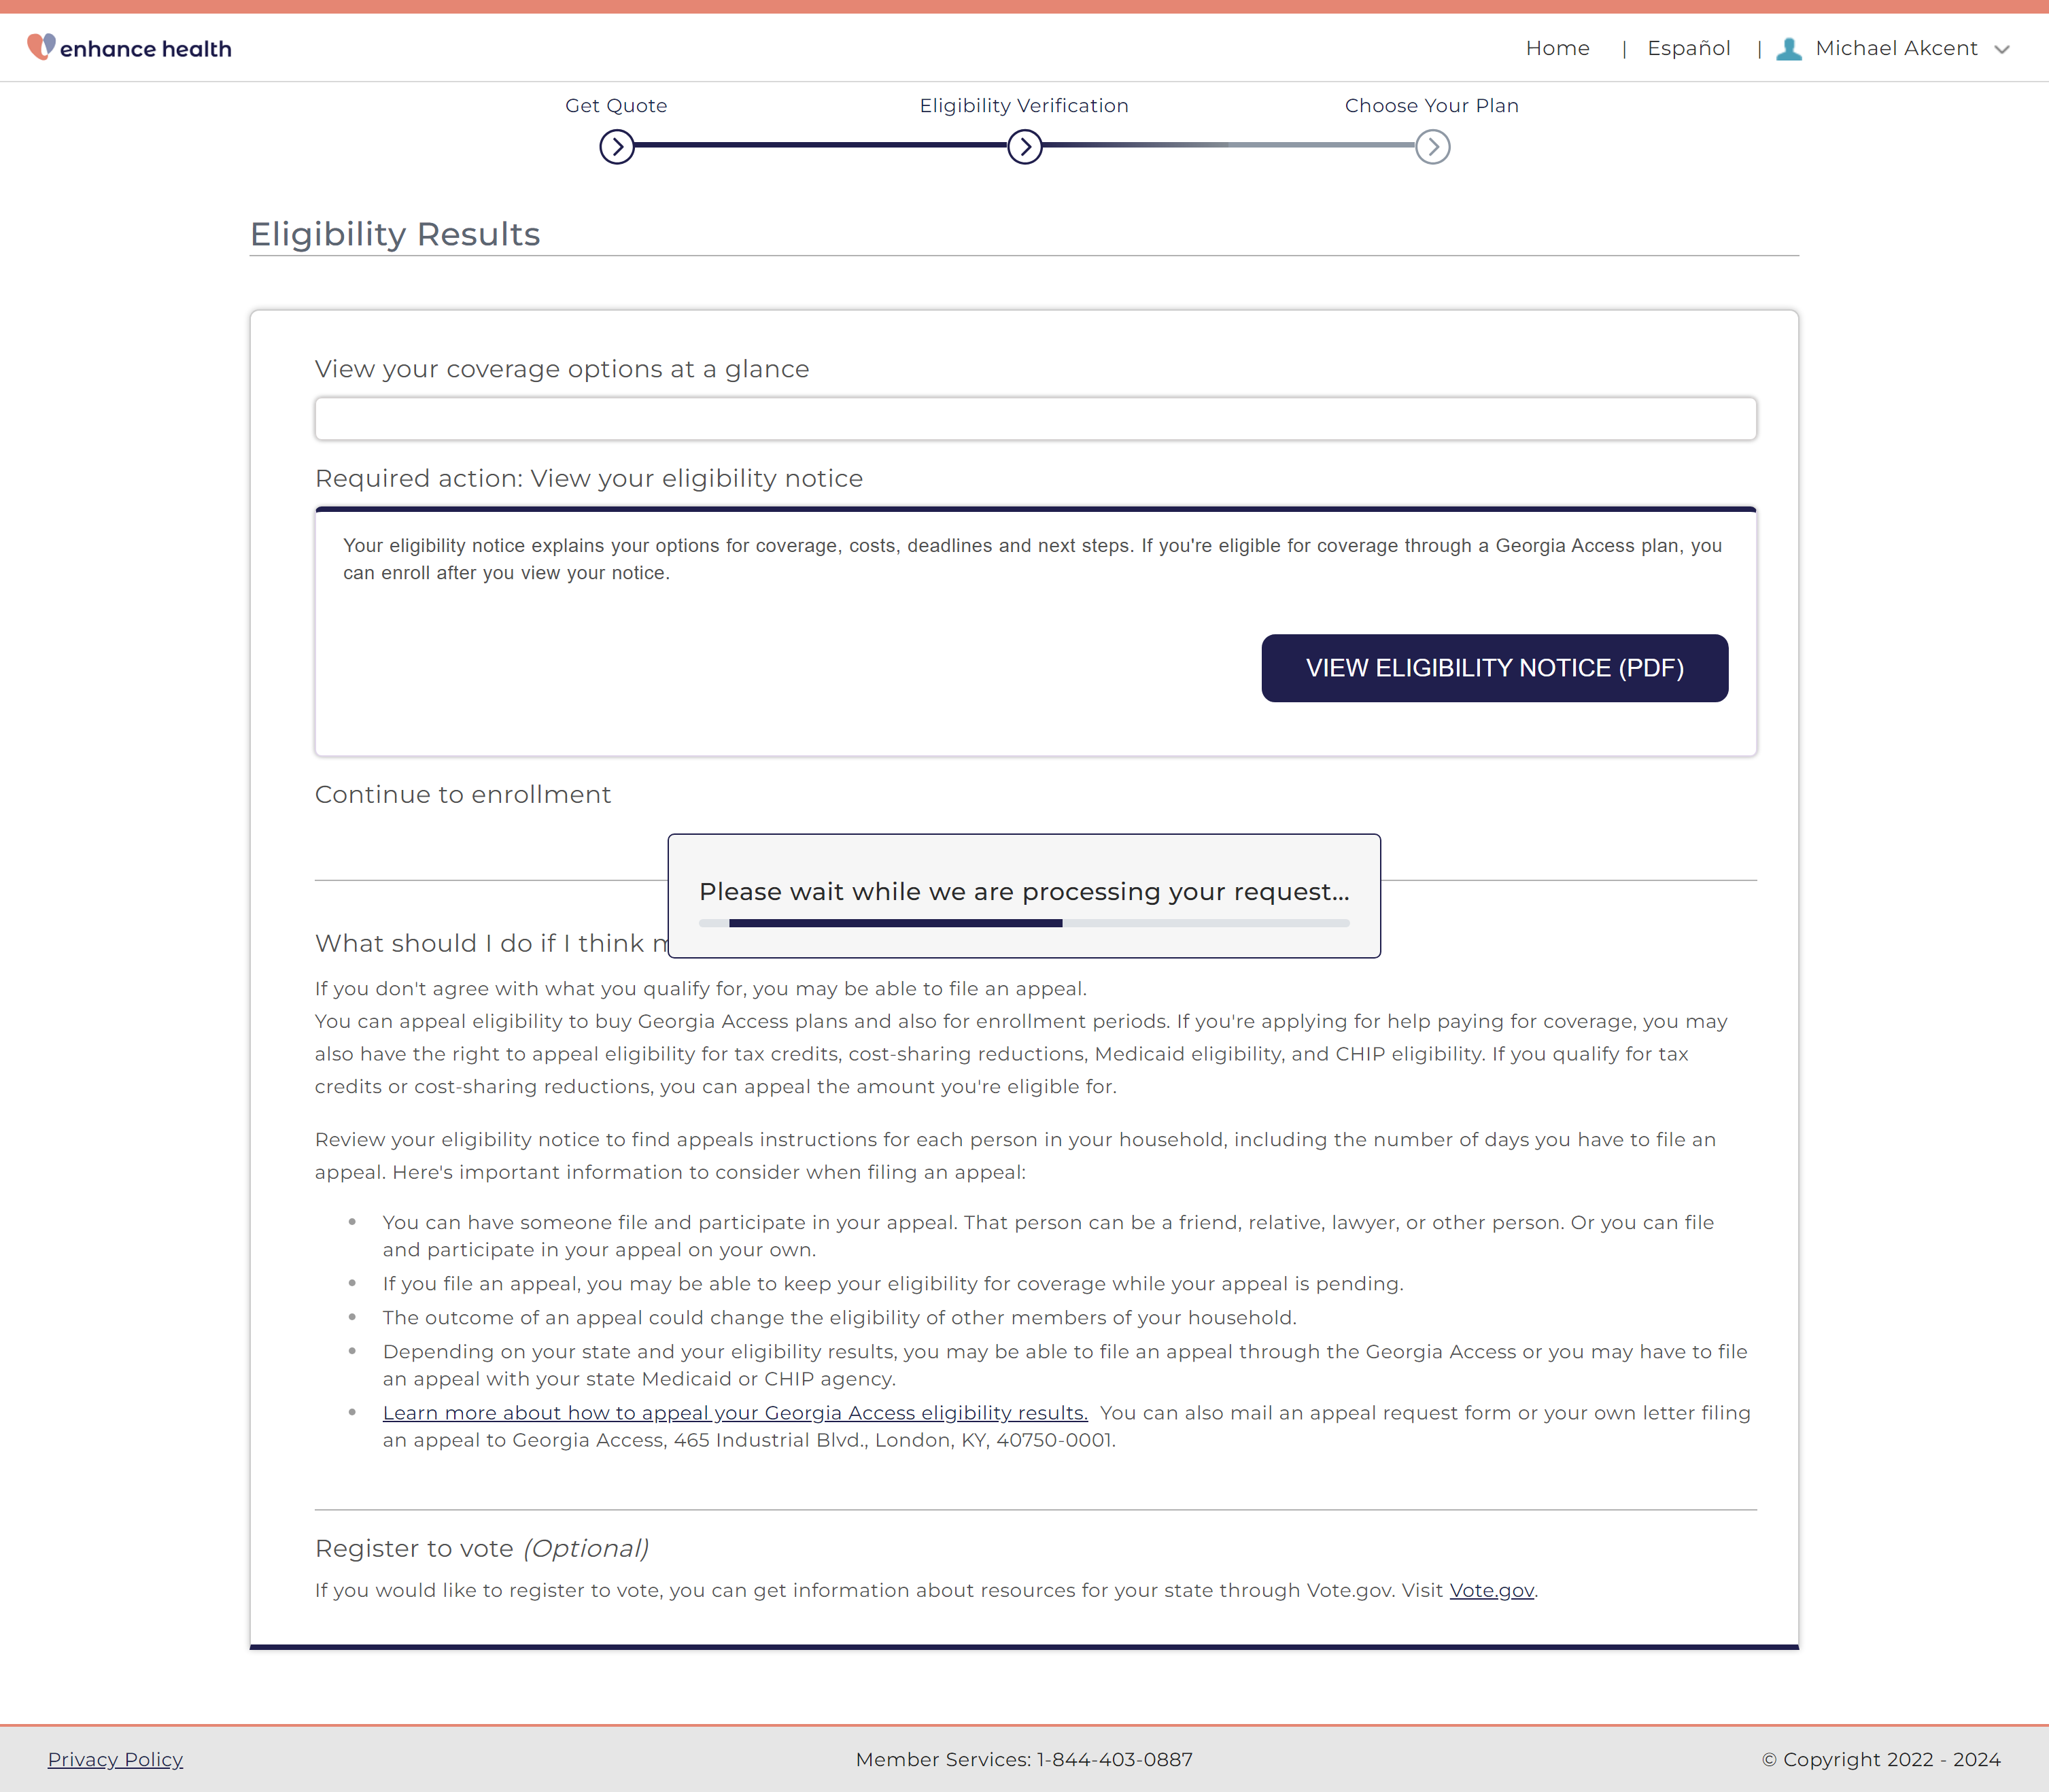 enhance health
Home | Español | Michael Akcent
Get Quote
Eligibility Verification
Choose Your Plan
Eligibility Results
View your coverage options at a glance
Required action: View your eligibility notice
Your eligibility notice explains your options for coverage, costs, deadlines and next steps. If you're eligible for coverage through a Georgia Access plan, you
can enroll after you view your notice.
VIEW ELIGIBILITY NOTICE (PDF)
Continue to enrollment
Please wait while we are processing your request...
What should I do if I think
If you don't agree with what you qualify for, you may be able to file an appeal.
You can appeal eligibility to buy Georgia Access plans and also for enrollment periods. If you're applying for help paying for coverage, you may
also have the right to appeal eligibility for tax credits, cost-sharing reductions, Medicaid eligibility, and CHIP eligibility. If you qualify for tax
credits or cost-sharing reductions, you can appeal the amount you're eligible for.
Review your eligibility notice to find appeals instructions for each person in your household, including the number of days you have to file an
appeal. Here's important information to consider when filing an appeal:
• You can have someone file and participate in your appeal. That person can be a friend, relative, lawyer, or other person. Or you can file
and participate in your appeal on your own.
• If you file an appeal, you may be able to keep your eligibility for coverage while your appeal is pending.
• The outcome of an appeal could change the eligibility of other members of your household.
• Depending on your state and your eligibility results, you may be able to file an appeal through the Georgia Access or you may have to file
an appeal with your state Medicaid or CHIP agency.
• Learn more about how to appeal your Georgia Access eligibility results. You can also mail an appeal request form or your own letter filing
an appeal to Georgia Access, 465 Industrial Blvd., London, KY, 40750-0001.
Register to vote (Optional)
If you would like to register to vote, you can get information about resources for your state through Vote.gov. Visit Vote.gov.
Privacy Policy
Member Services: 1-844-403-0887
© Copyright 2022 - 2024